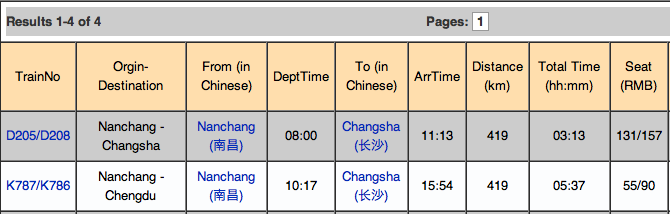 Results 1-4 of 4 Pages: 1
TrainNo Orgin-Destination From (in Chinese) DeptTime To (in Chinese) ArrTime Distance (km) Total Time (hh:mm) Seat (RMB)
D205/D208 Nanchang - Changsha Nanchang (南昌) 08:00 Changsha (长沙) 11:13 419 03:13 131/157
K787/K786 Nanchang - Chengdu Nanchang (南昌) 10:17 Changsha (长沙) 15:54 419 05:37 55/90